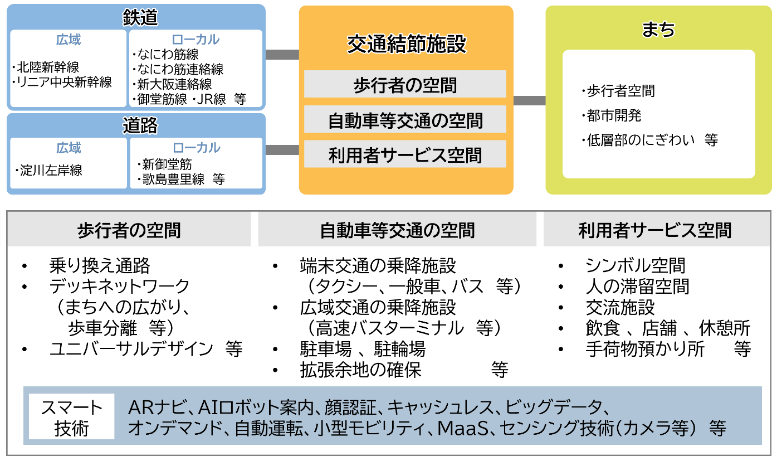 鉄道
広域
・北陸新幹線
・リニア中央新幹線
ローカル
・なにわ筋線
・なにわ筋連絡線
・新大阪連絡線
・御堂筋線・JR線 等
道路
広域
・淀川左岸線
ローカル
・新御堂筋
・歌島豊里線 等
交通結節施設
歩行者の空間
自動車等交通の空間
利用者サービス空間
まち
・歩行者空間
・都市開発
・低層部のにぎわい 等
歩行者の空間
• 乗り換え通路
• デッキネットワーク
（まちへの広がり、
歩車分離 等）
• ユニバーサルデザイン 等
自動車等交通の空間
• 端末交通の乗降施設
（タクシー、一般車、バス 等）
• 広域交通の乗降施設
（高速バスターミナル 等）
• 駐車場 、駐輪場
• 拡張余地の確保 等
利用者サービス空間
• シンボル空間
• 人の滞留空間
• 交流施設
• 飲食 、店舗 、休憩所
• 手荷物預かり所 等
スマート
技術
ARナビ、AIロボット案内、顔認証、キャッシュレス、ビッグデータ、
オンデマンド、自動運転、小型モビリティ、MaaS、センシング技術（カメラ等） 等